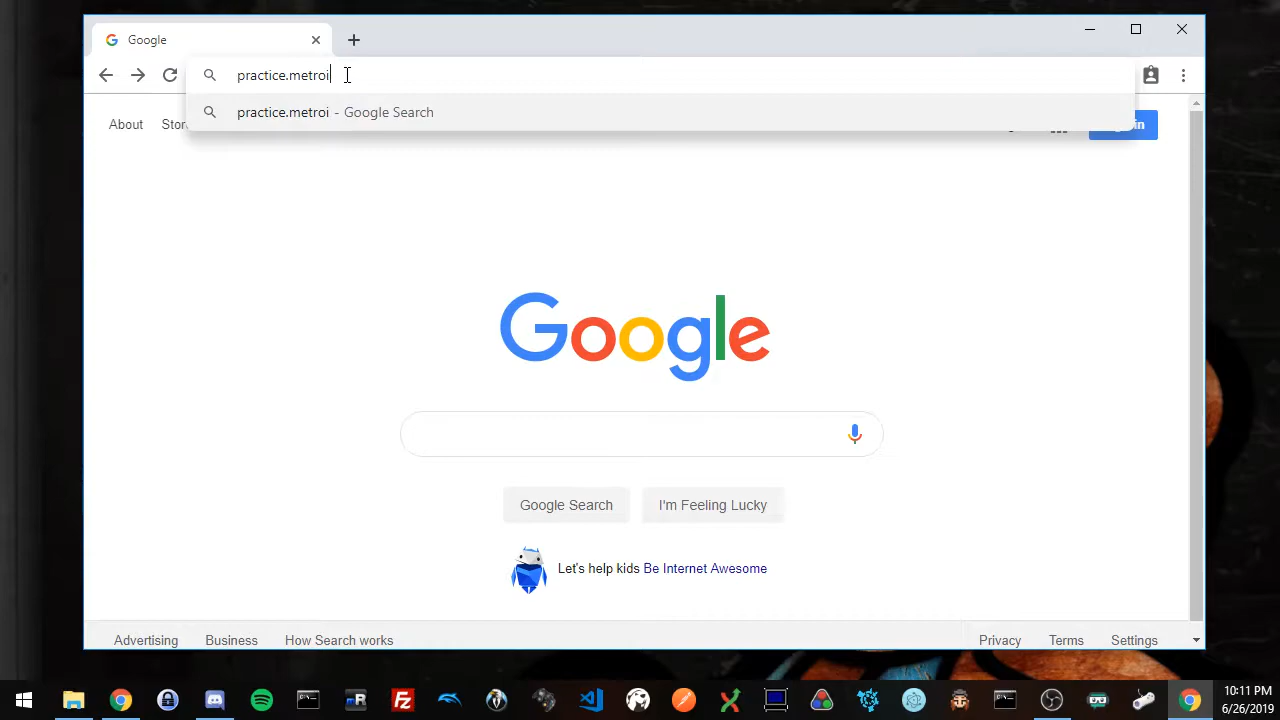 Google
practice.metroi
practice.metroi - Google Search
About
Google
Google Search
I'm Feeling Lucky
Let's help kids Be Internet Awesome
Advertising
Business
How Search works
Privacy
Terms
Settings
10:11 PM
6/26/2019